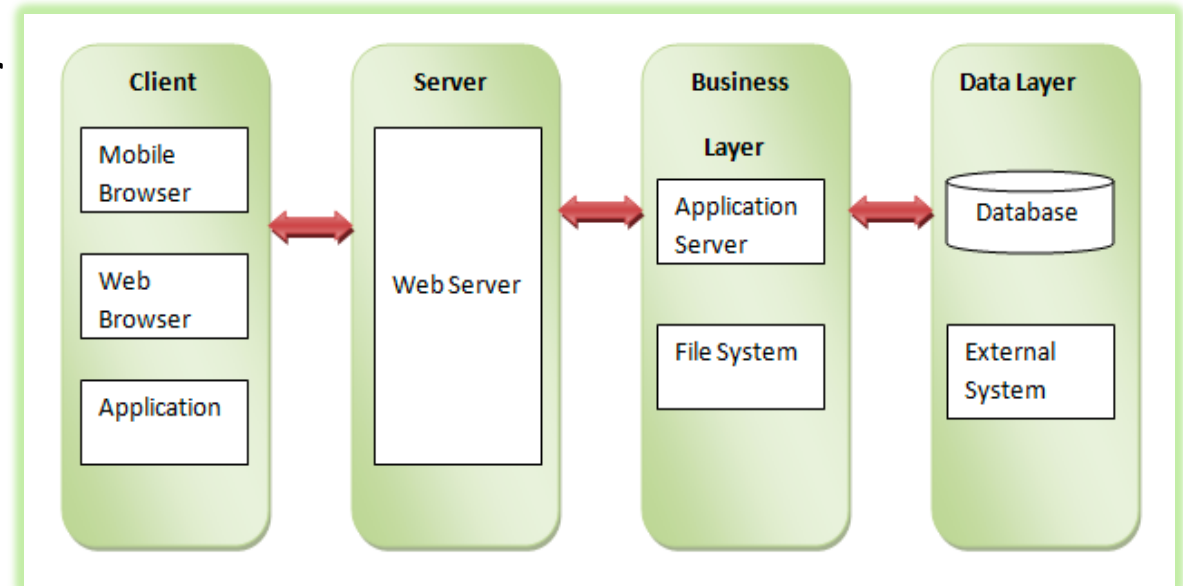 Client
Mobile
Browser
Web
Browser
Application
Server
Web Server
Business
Layer
Application
Server
File System
Data Layer
Database
External
System